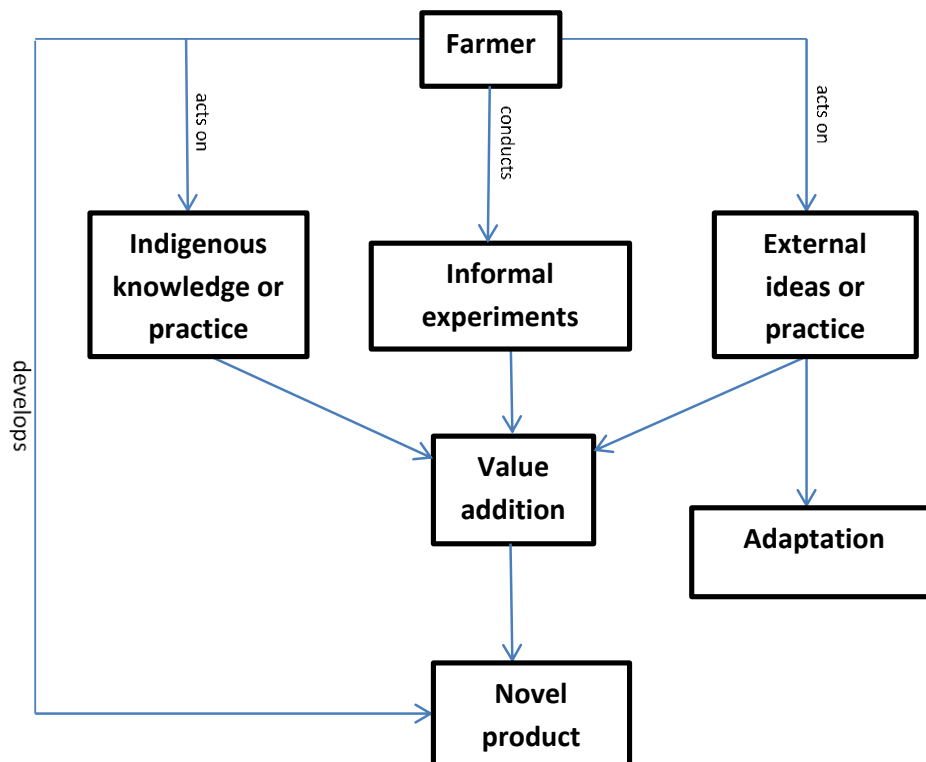 Farmer
acts on
conducts
acts on
Indigenous
knowledge or
practice
Informal
experiments
External
ideas or
practice
develops
Value
addition
Adaptation
Novel
product